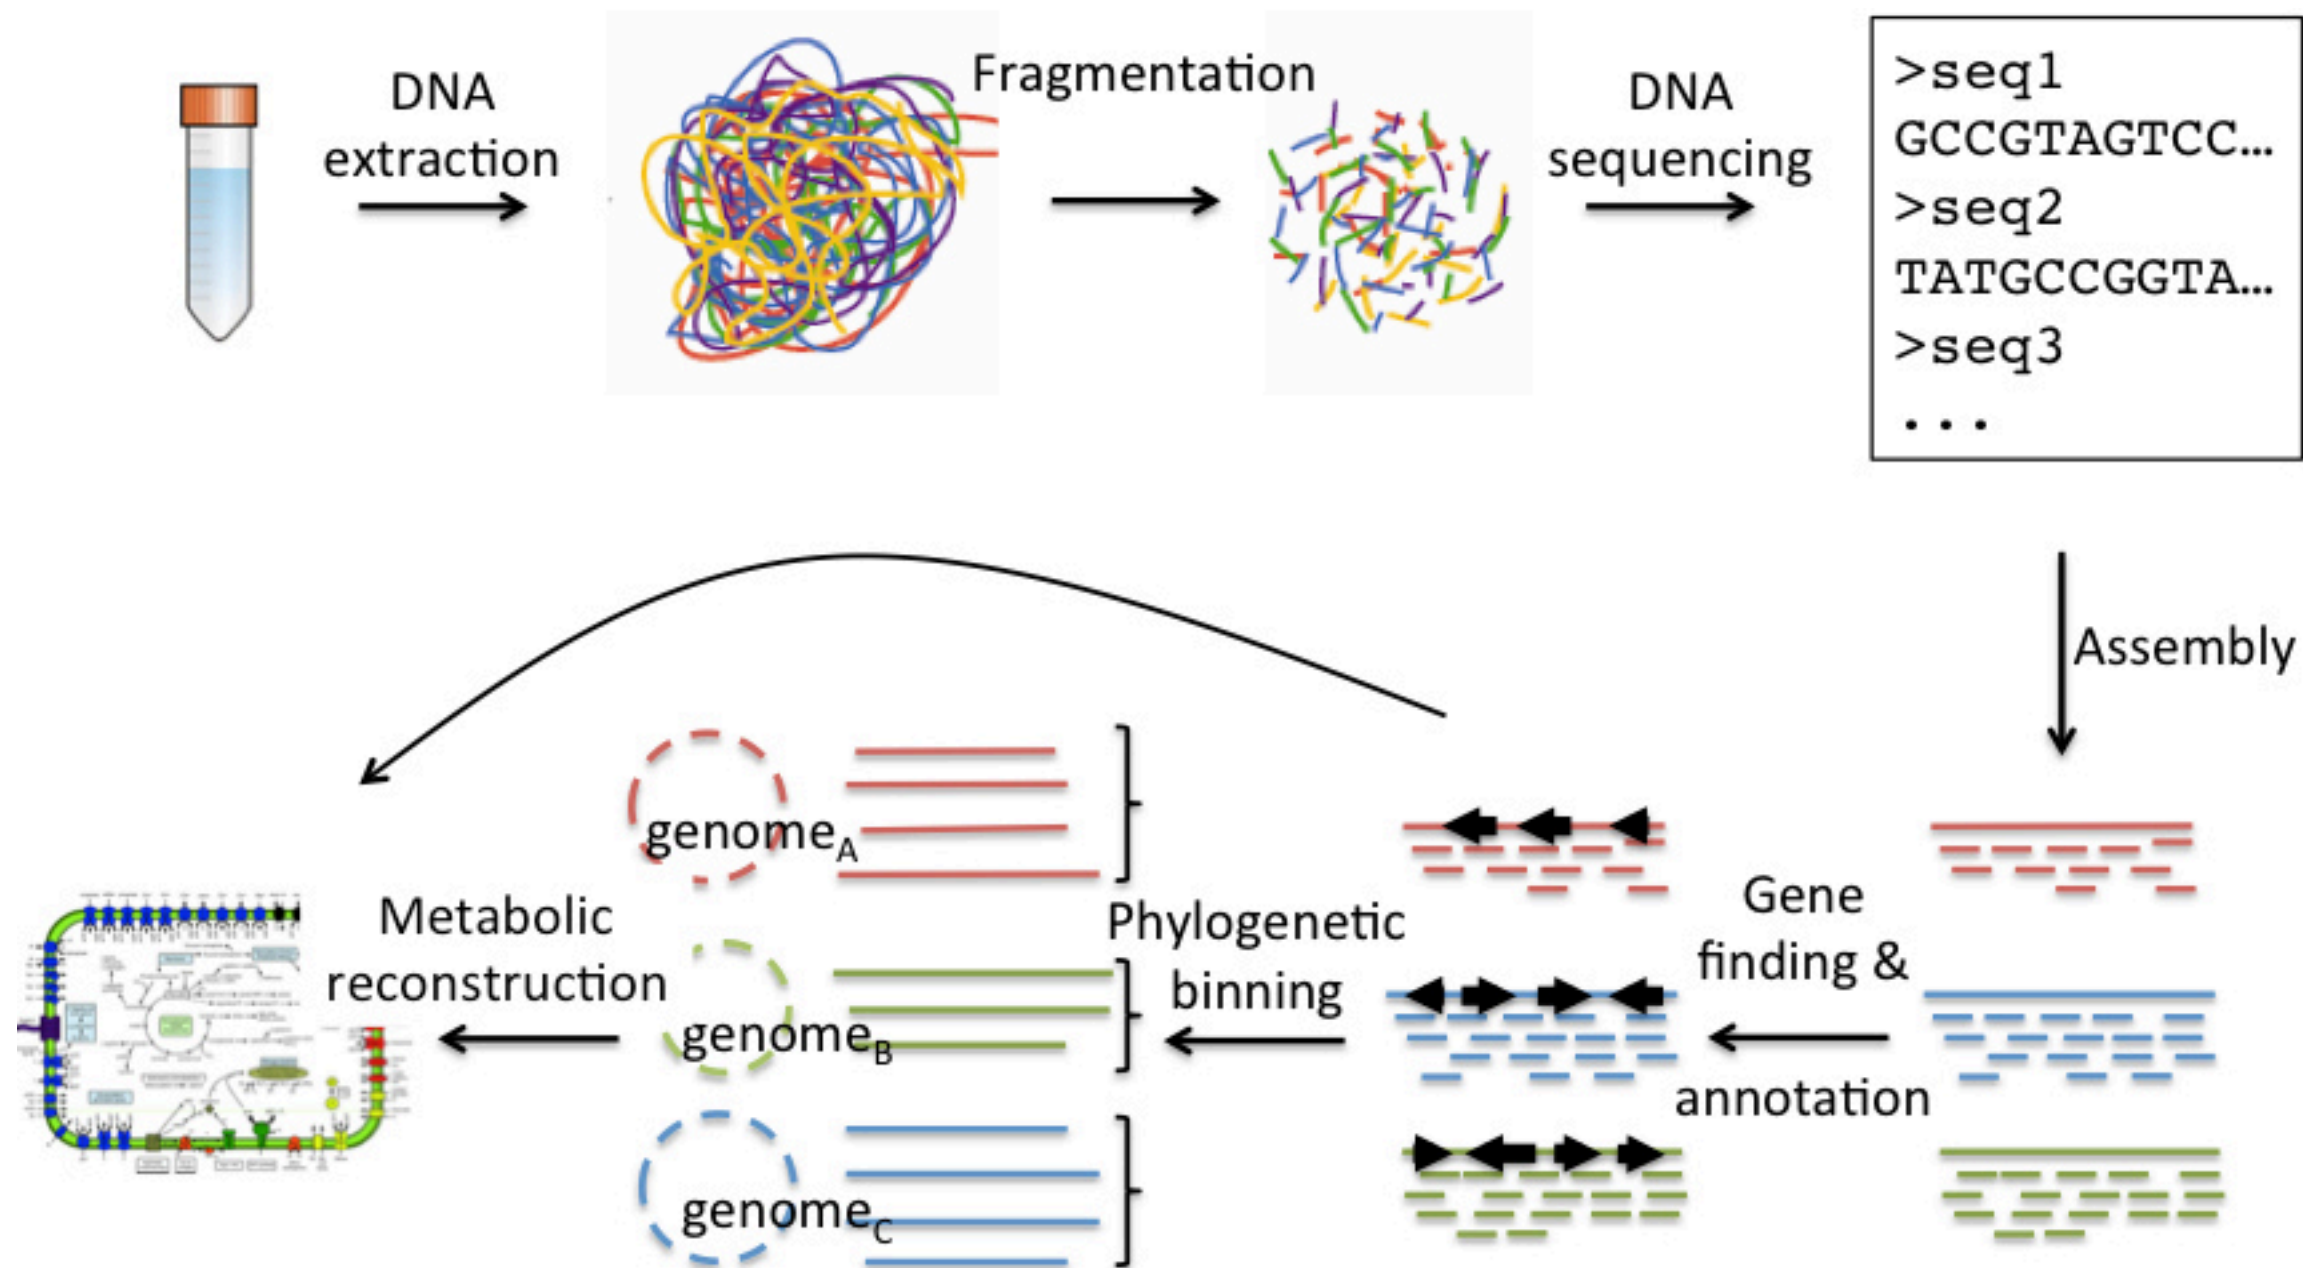 DNA
extraction
Fragmentation
DNA
sequencing
>seq1
GCCGTAGTCC...
>seq2
TATGCCGGTA...
>seq3
...
Assembly
Gene
finding &
annotation
Phylogenetic
binning
genomeA
genomeB
genomeC
Metabolic
reconstruction